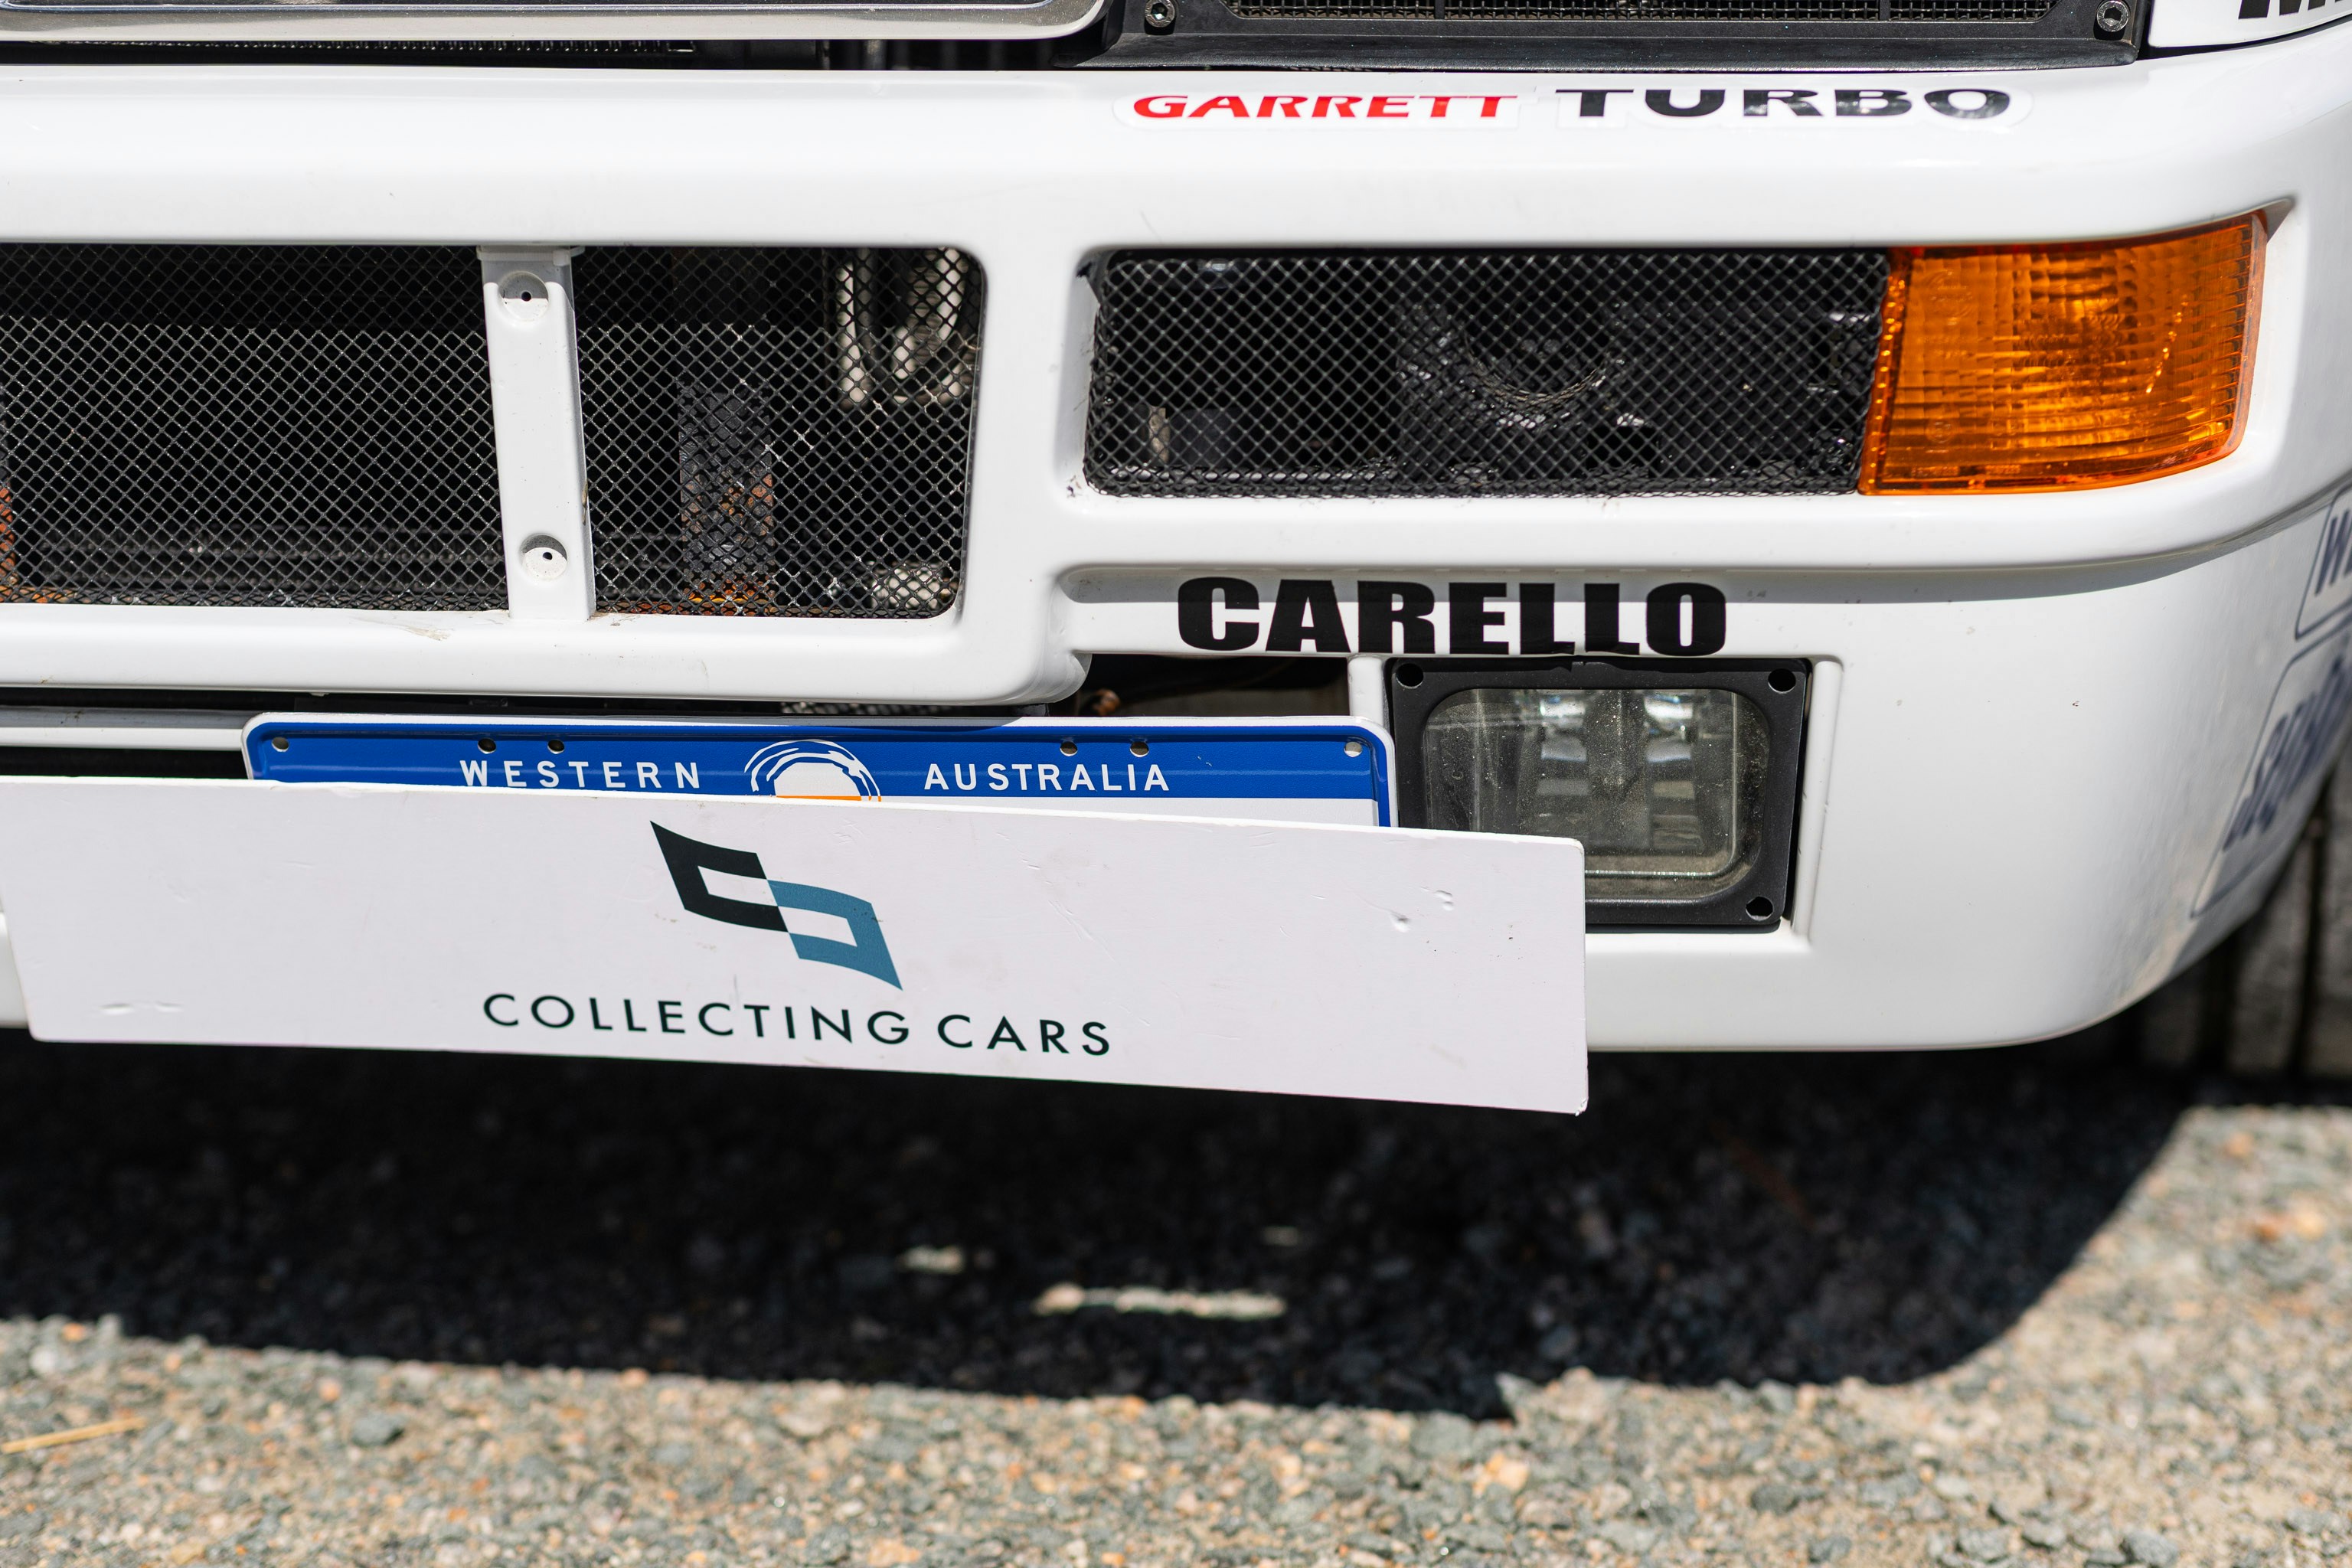 GARRETT TURBO
CARELLO
WESTERN AUSTRALIA
COLLECTING CARS